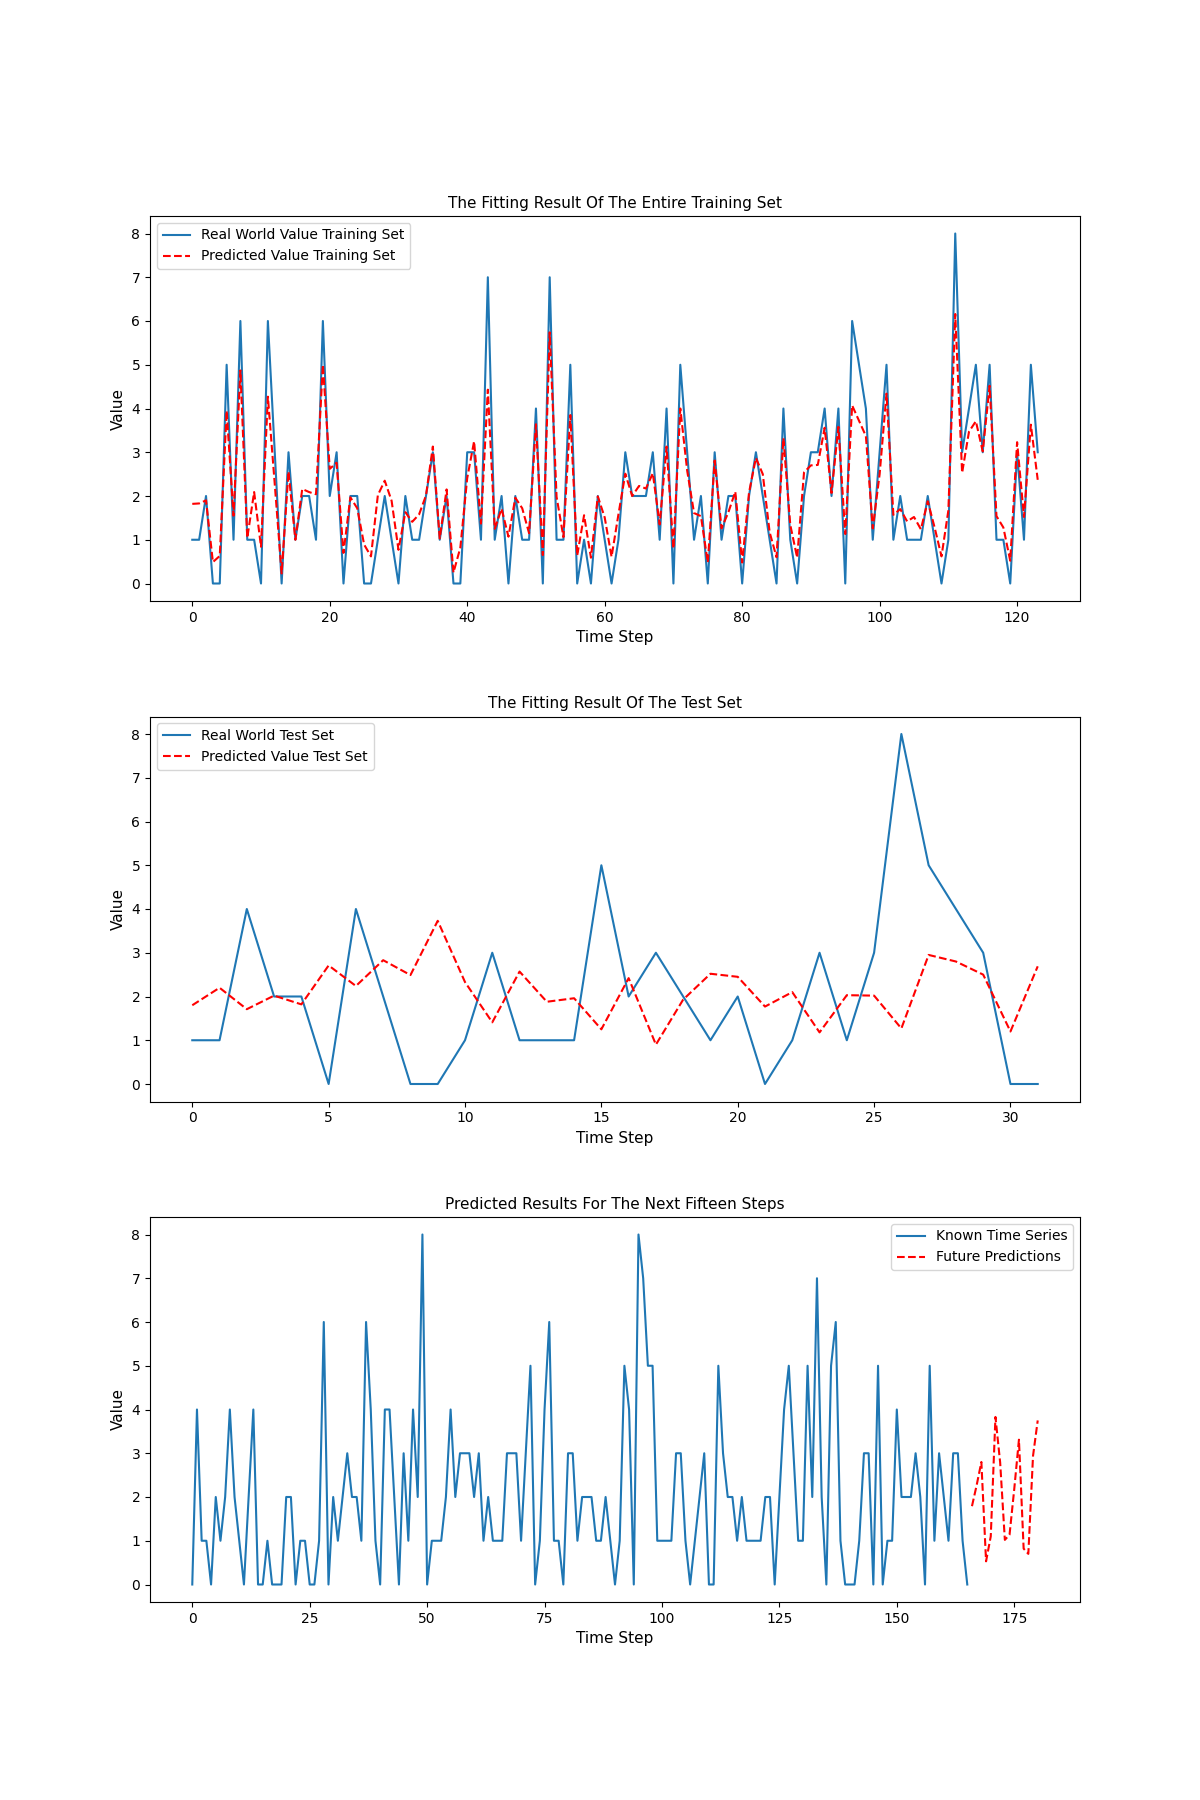 The Fitting Result Of The Entire Training Set
Real World Value Training Set
Predicted Value Training Set
8
7
6
5
4
3
2
1
0
Value
0 20 40 60 80 100 120
Time Step
The Fitting Result Of The Test Set
Real World Test Set
Predicted Value Test Set
8
7
6
5
4
3
2
1
0
Value
0 5 10 15 20 25 30
Time Step
Predicted Results For The Next Fifteen Steps
Known Time Series
Future Predictions
8
7
6
5
4
3
2
1
0
Value
0 25 50 75 100 125 150 175
Time Step